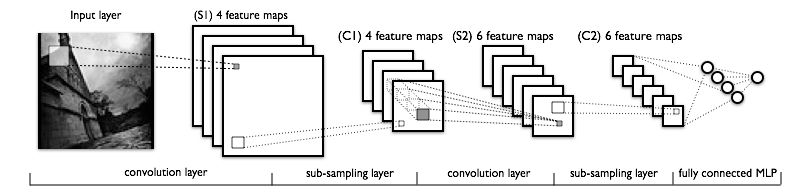 Input layer
(S1) 4 feature maps
(C1) 4 feature maps
(S2) 6 feature maps
(C2) 6 feature maps
convolution layer
sub-sampling layer
convolution layer
sub-sampling layer
fully connected MLP